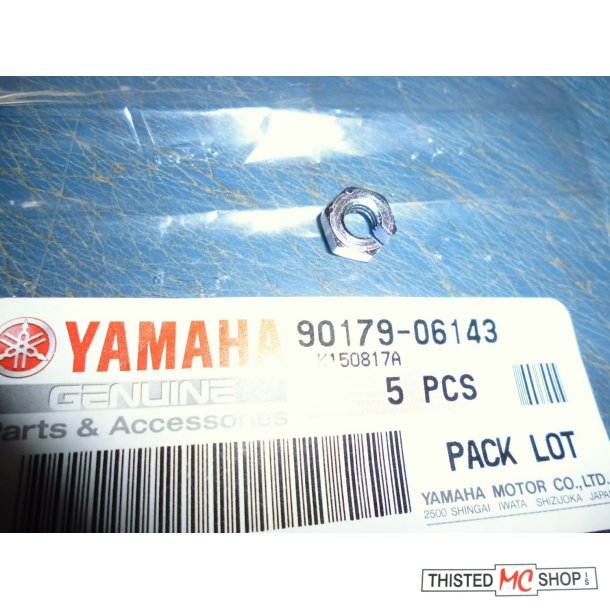 YAMAHA 90179-06143
K150817A
GENUINE 5 PCS
Parts & Accessories
PACK LOT
YAMAHA MOTOR CO.,LTD.
2500 SHINGAI IWATA SHIZUOKA JAPAN
THISTED MC SHOP I/S